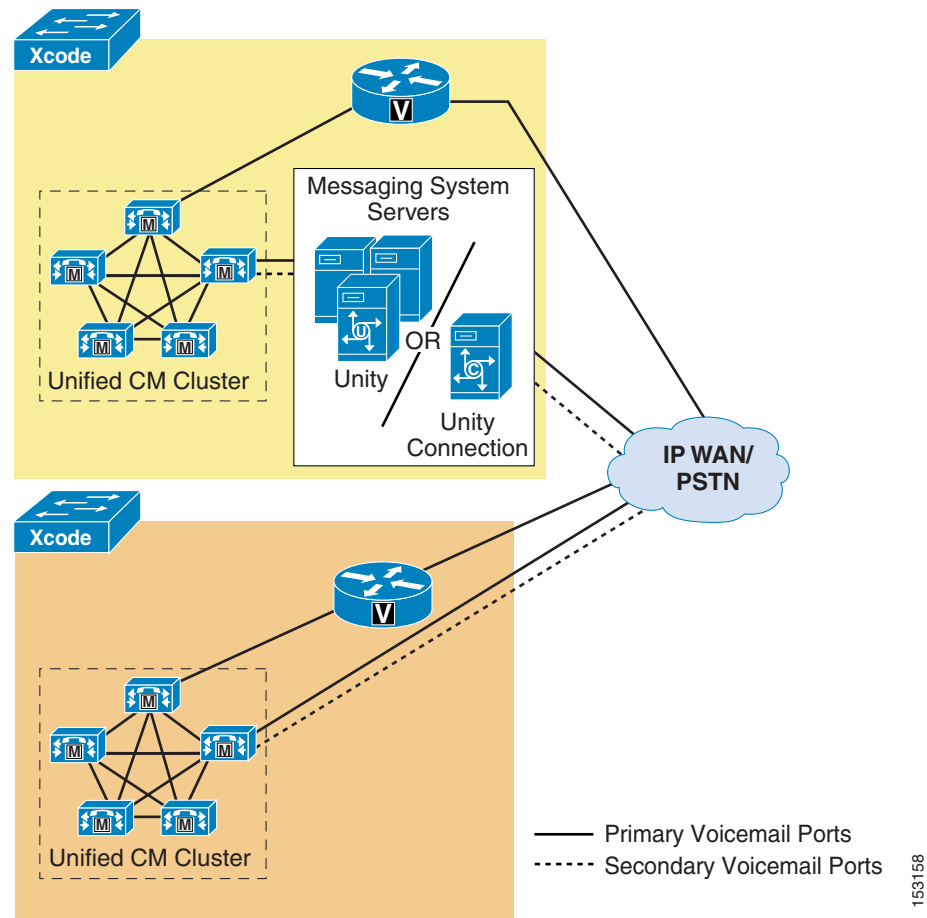 Xcode
V
Messaging System
Servers
M
M
M
M
M
U
OR
C
Unified CM Cluster
Unity
Unity
Connection
IP WAN/
PSTN
Xcode
V
M
M
M
M
M
Unified CM Cluster
Primary Voicemail Ports
Secondary Voicemail Ports
153158